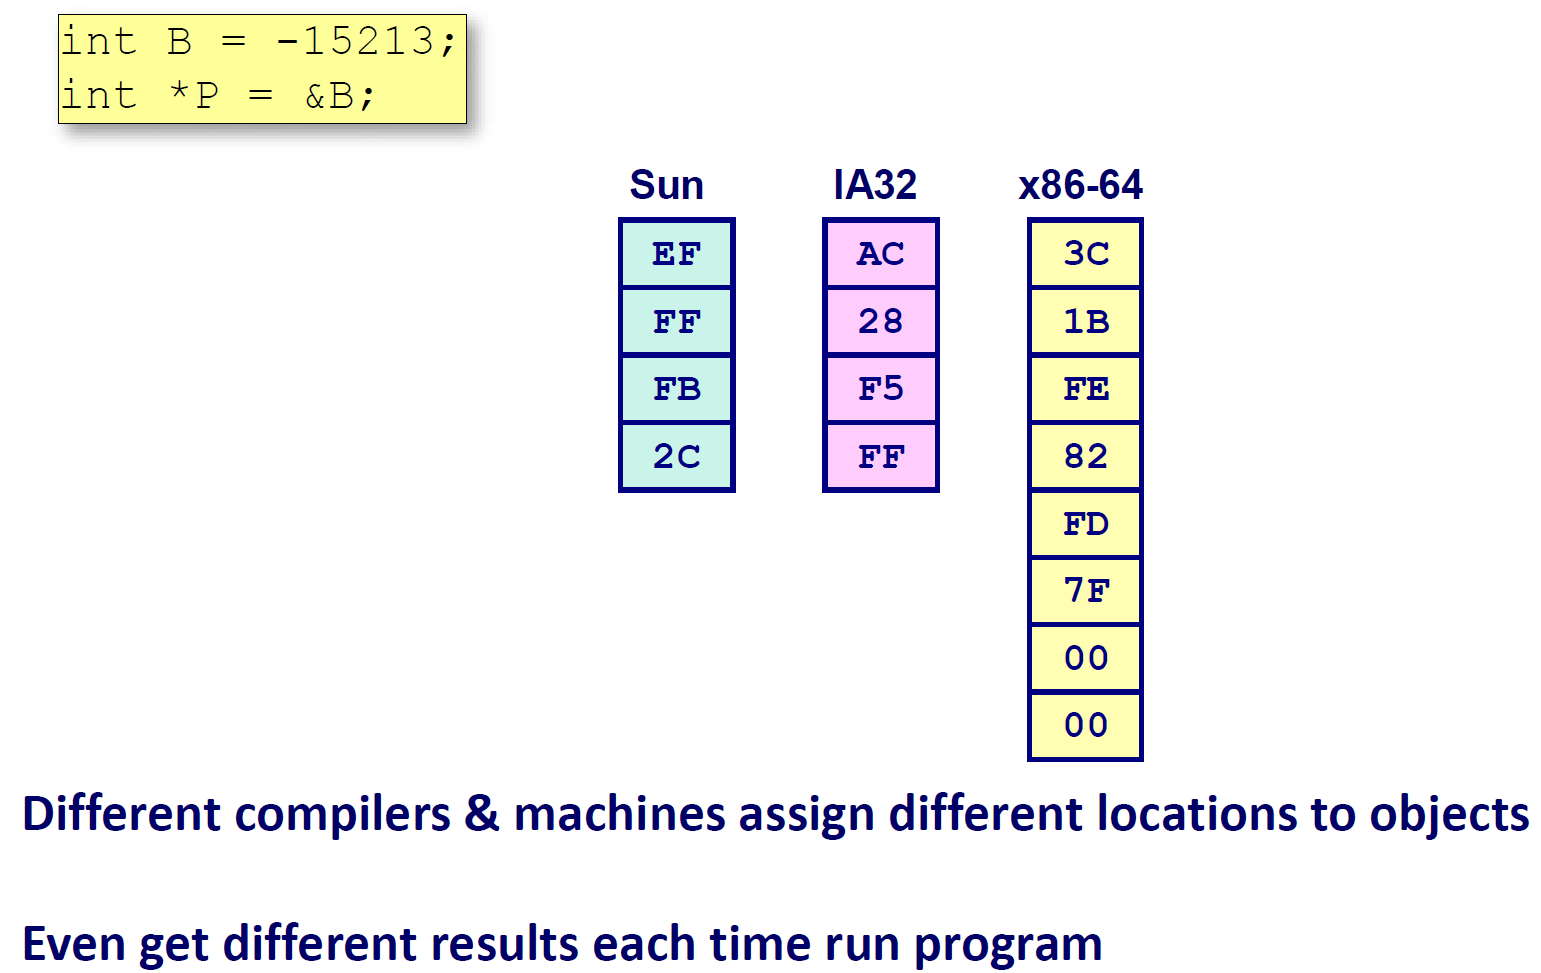 int B = -15213;
int *P = &B;
Sun IA32 x86-64
EF AC 3C
FF 28 1B
FB F5 FE
2C FF 82
FD
7F
00
00
Different compilers & machines assign different locations to objects
Even get different results each time run program